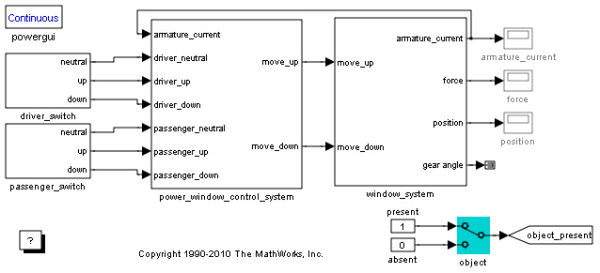 Continuous
powergui
neutral
up
down
driver_switch
neutral
up
down
passenger_switch
armature_current
driver_neutral
driver_up
driver_down
passenger_neutral
passenger_up
passenger_down
move_up
move_down
power_window_control_system
move_up
move_down
armature_current
force
position
gear angle
window_system
armature_current
force
position
present
1
0
absent
object
object_present
?
Copyright 1990-2010 The MathWorks, Inc.